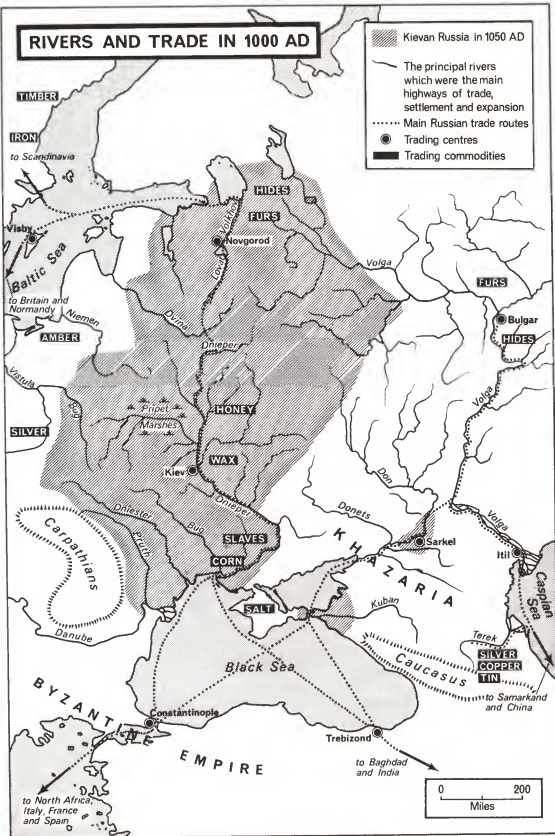 RIVERS AND TRADE IN 1000 AD
Kievan Russia in 1050 AD
The principal rivers
which were the main
highways of trade,
settlement and expansion
Main Russian trade routes
Trading centres
Trading commodities
TIMBER
IRON
to Scandinavia
Visby
Baltic Sea
to Britain and
Normandy
Niemen
AMBER
Vistula
SILVER
Bug
HIDES
FURS
Volkhov
Novgorod
Lovat
Dvina
Volga
FURS
Bulgar
HIDES
Volga
Dnieper
Pripet
Marshes
HONEY
Kiev
WAX
Dnieper
Don
Donets
Volga
Sarkel
Itil
KHAZARIA
Caspian
Sea
Carpathians
Dniester
Bug
Pruth
SLAVES
CORN
SALT
Kuban
Terek
SILVER
COPPER
TIN
Caucasus
to Samarkand
and China
Danube
Black Sea
BYZANTINE
EMPIRE
Constantinople
Trebizond
to Baghdad
and India
to North Africa,
Italy, France
and Spain
0 200
Miles